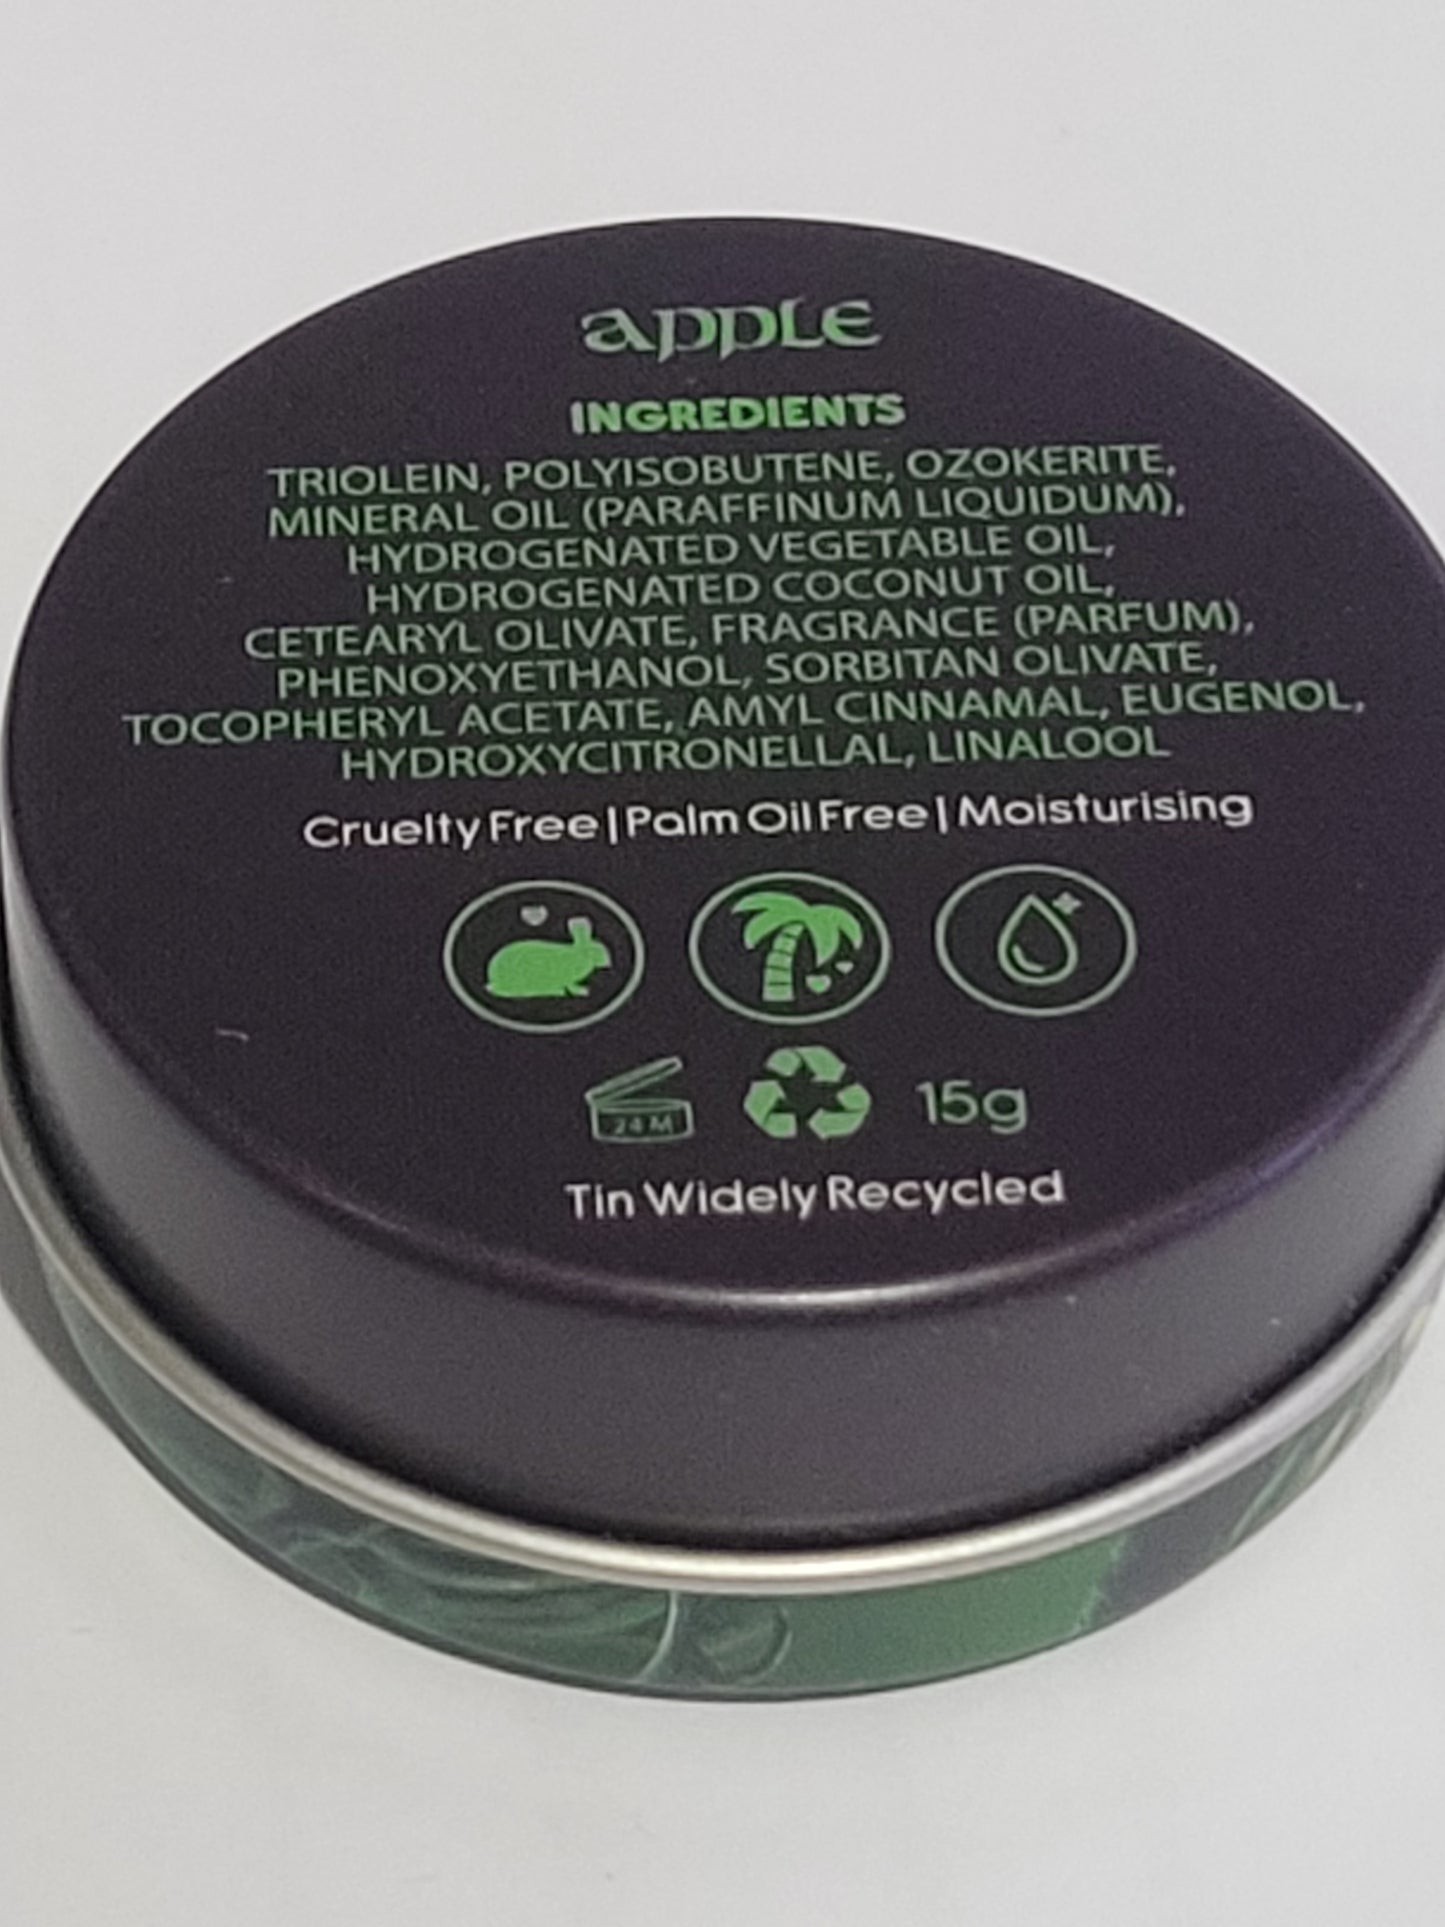 apple
INGREDIENTS
TRIOLEIN, POLYISOBUTENE, OZOKERITE,
MINERAL OIL (PARAFFINUM LIQUIDUM),
HYDROGENATED VEGETABLE OIL,
HYDROGENATED COCONUT OIL,
CETEARYL OLIVATE, FRAGRANCE (PARFUM),
PHENOXYETHANOL, SORBITAN OLIVATE,
TOCOPHERYL ACETATE, AMYL CINNAMAL, EUGENOL,
HYDROXYCITRONELLAL, LINALOOL
Cruelty Free | Palm Oil Free | Moisturising
24 M
15g
Tin Widely Recycled